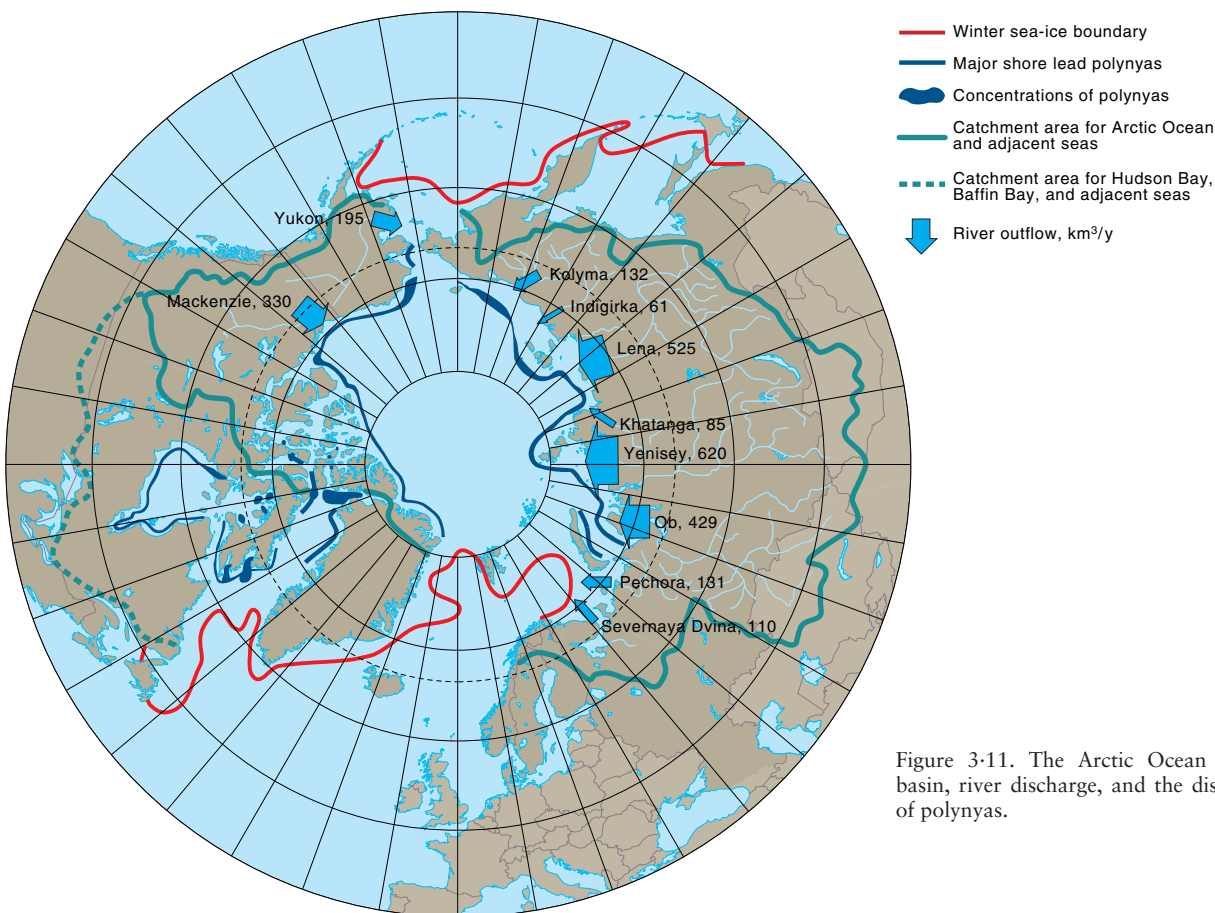 Winter sea-ice boundary
Major shore lead polynyas
Concentrations of polynyas
Catchment area for Arctic Ocean
and adjacent seas
Catchment area for Hudson Bay,
Baffin Bay, and adjacent seas
River outflow, km³/y
Yukon, 195
Kolyma, 132
Mackenzie, 330
Indigirka, 61
Lena, 525
Khatanga, 85
Yenisey, 620
Ob, 429
Pechora, 131
Severnaya Dvina, 110
Figure 3·11. The Arctic Ocean
basin, river discharge, and the dis
of polynyas.